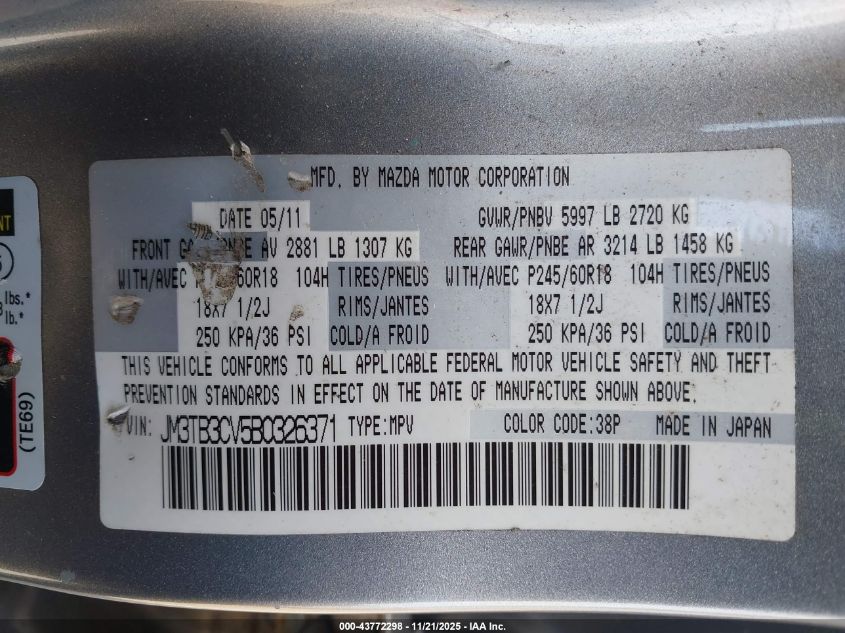 MFD. BY MAZDA MOTOR CORPORATION
DATE 05/11 GVWR/PNBV 5997 LB 2720 KG
FRONT AV 2881 LB 1307 KG REAR GAWR/PNBE AR 3214 LB 1458 KG
WITH/AVEC 60R18 104H TIRES/PNEUS WITH/AVEC P245/60R18 104H TIRES/PNEUS
18X7 1/2J RIMS/JANTES 18X7 1/2J RIMS/JANTES
250 KPA/36 PSI COLD/A FROID 250 KPA/36 PSI COLD/A FROID
THIS VEHICLE CONFORMS TO ALL APPLICABLE FEDERAL MOTOR VEHICLE SAFETY AND THEFT
PREVENTION STANDARDS IN EFFECT ON THE DATE OF MANUFACTURE SHOWN ABOVE.
VIN: JM3TB3CV5B0326371 TYPE:MPV COLOR CODE:38P MADE IN JAPAN
lbs.*
lb.*
(TE69)
000-43772298 - 11/21/2025 - IAA Inc.